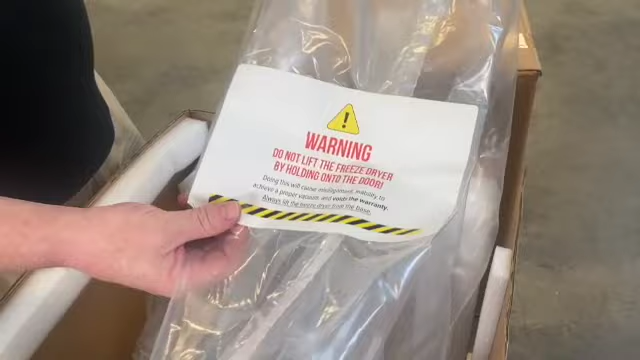 WARNING
DO NOT LIFT THE FREEZE DRYER
BY HOLDING ONTO THE DOOR!
Doing this will cause misalignment, inability to
achieve a proper vacuum, and voids the warranty.
Always lift the freeze dryer from the base.